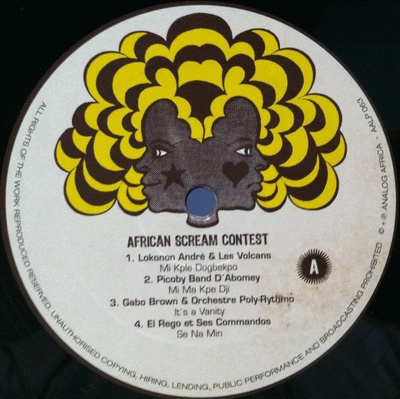 AFRICAN SCREAM CONTEST
1. Lokonon André & Les Volcans
Mi Kple Dogbekpo
2. Picoby Band D´Abomey
Mi Ma Kpe Dji
3. Gabo Brown & Orchestre Poly-Rythmo
It´s a Vanity
4. El Rego et Ses Commandos
Se Na Min
A
ALL RIGHTS OF THE WORK REPRODUCED RESERVED. UNAUTHORISED COPYING, HIRING, LENDING, PUBLIC PERFORMANCE AND BROADCASTING PROHIBITED
© + ℗ ANALOG AFRICA - AALP 063